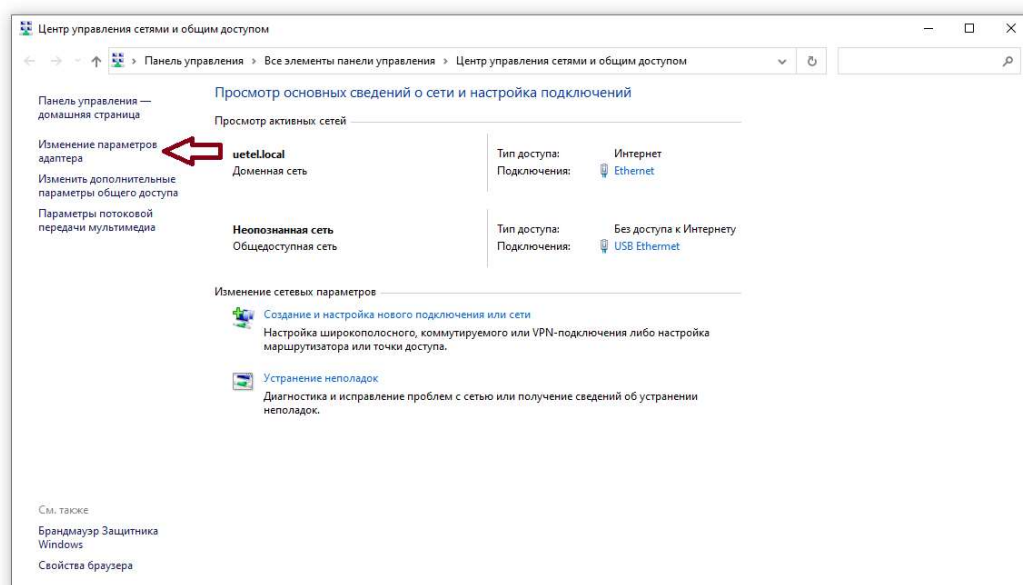 Центр управления сетями и общим доступом
Панель управления > Все элементы панели управления > Центр управления сетями и общим доступом
Панель управления —
домашняя страница
Изменение параметров
адаптера
Изменить дополнительные
параметры общего доступа
Параметры потоковой
передачи мультимедиа
Просмотр основных сведений о сети и настройка подключений
Просмотр активных сетей
uetel.local
Доменная сеть
Тип доступа: Интернет
Подключения: Ethernet
Неопознанная сеть
Общедоступная сеть
Тип доступа: Без доступа к Интернету
Подключения: USB Ethermet
Изменение сетевых параметров
Создание и настройка нового подключения или сети
Настройка широкополосного, коммутируемого или VPN-подключения либо настройка
маршрутизатора или точки доступа.
Устранение неполадок
Диагностика и исправление проблем с сетью или получение сведений об устранении
неполадок.
См. также
Брандмауэр Защитника
Windows
Свойства браузера